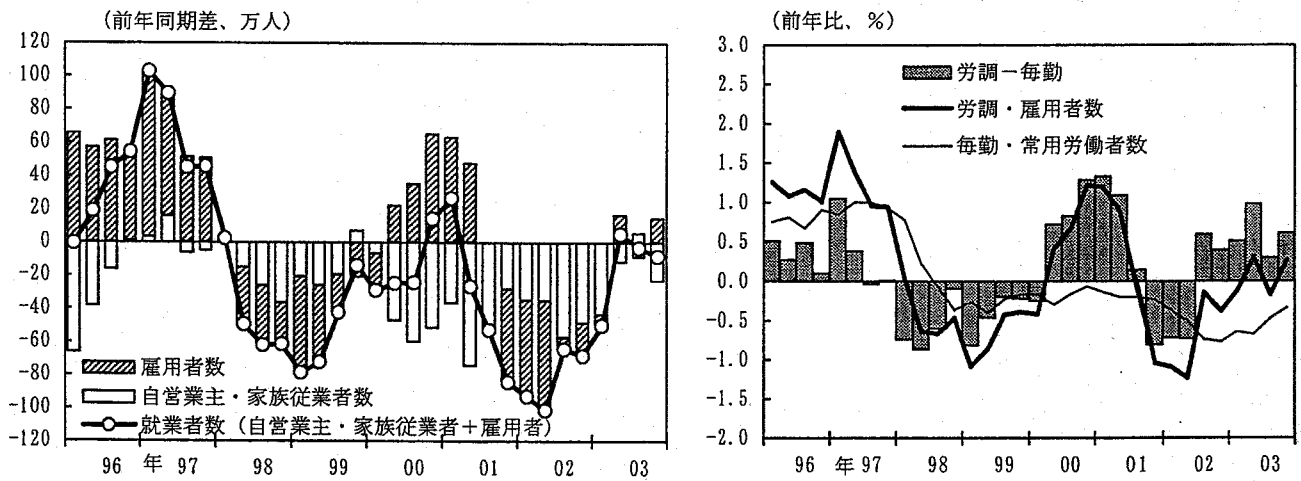 (前年同期差、万人)
120
100
80
60
40
20
0
-20
-40
-60
-80
-100
-120
雇用者数
自営業主・家族従業者数
就業者数(自営業主・家族従業者+雇用者)
96 年 97 98 99 00 01 02 03
(前年比、%)
3.0
2.5
2.0
1.5
1.0
0.5
0.0
-0.5
-1.0
-1.5
-2.0
労調-毎勤
労調・雇用者数
毎勤・常用労働者数
96 年 97 98 99 00 01 02 03